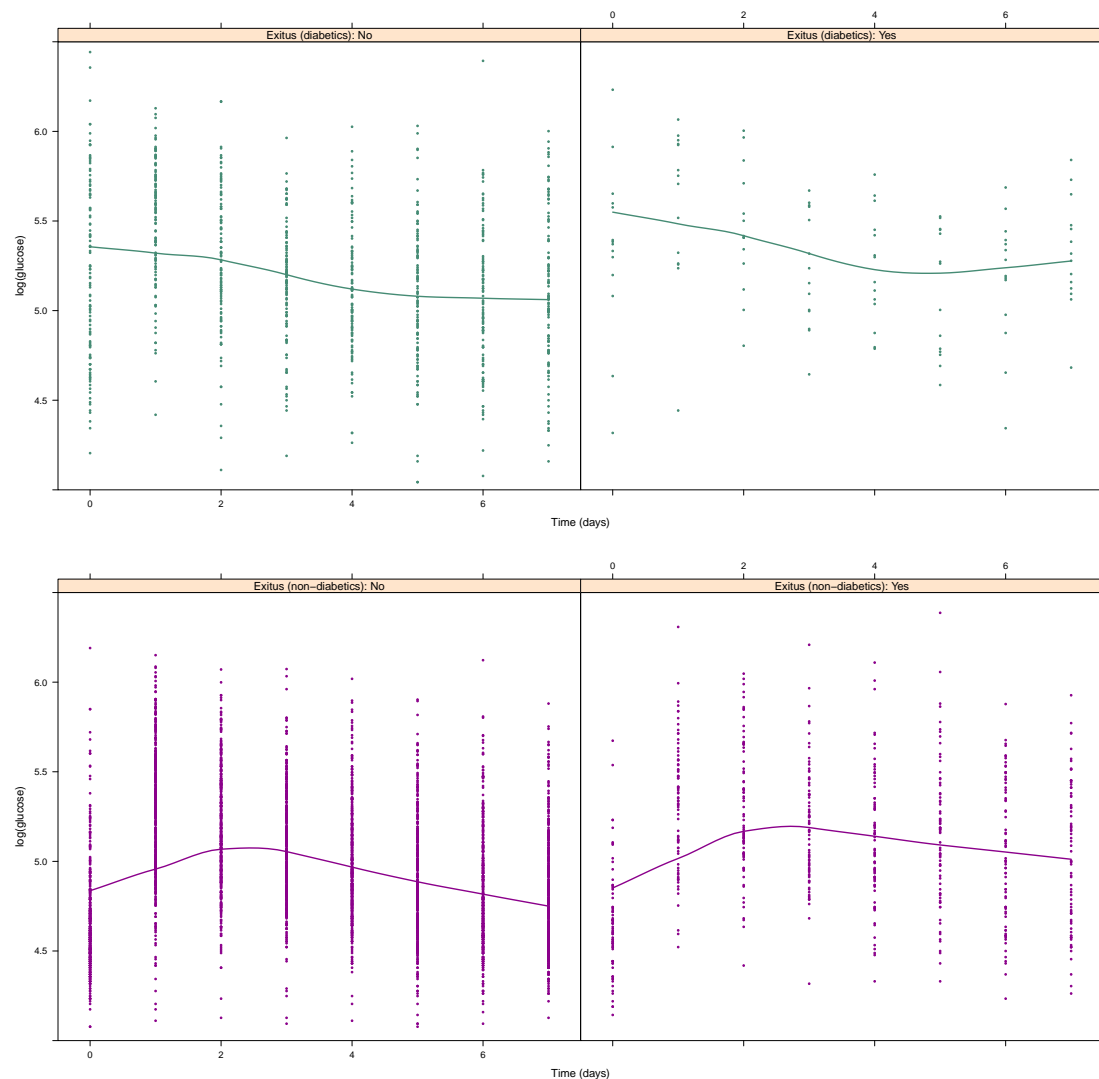 0 2 4 6
Exitus (diabetics): No Exitus (diabetics): Yes
log(glucose)
6.0
5.5
5.0
4.5
0 2 4 6
Time (days)
0 2 4 6
Exitus (non−diabetics): No Exitus (non−diabetics): Yes
log(glucose)
6.0
5.5
5.0
4.5
0 2 4 6
Time (days)